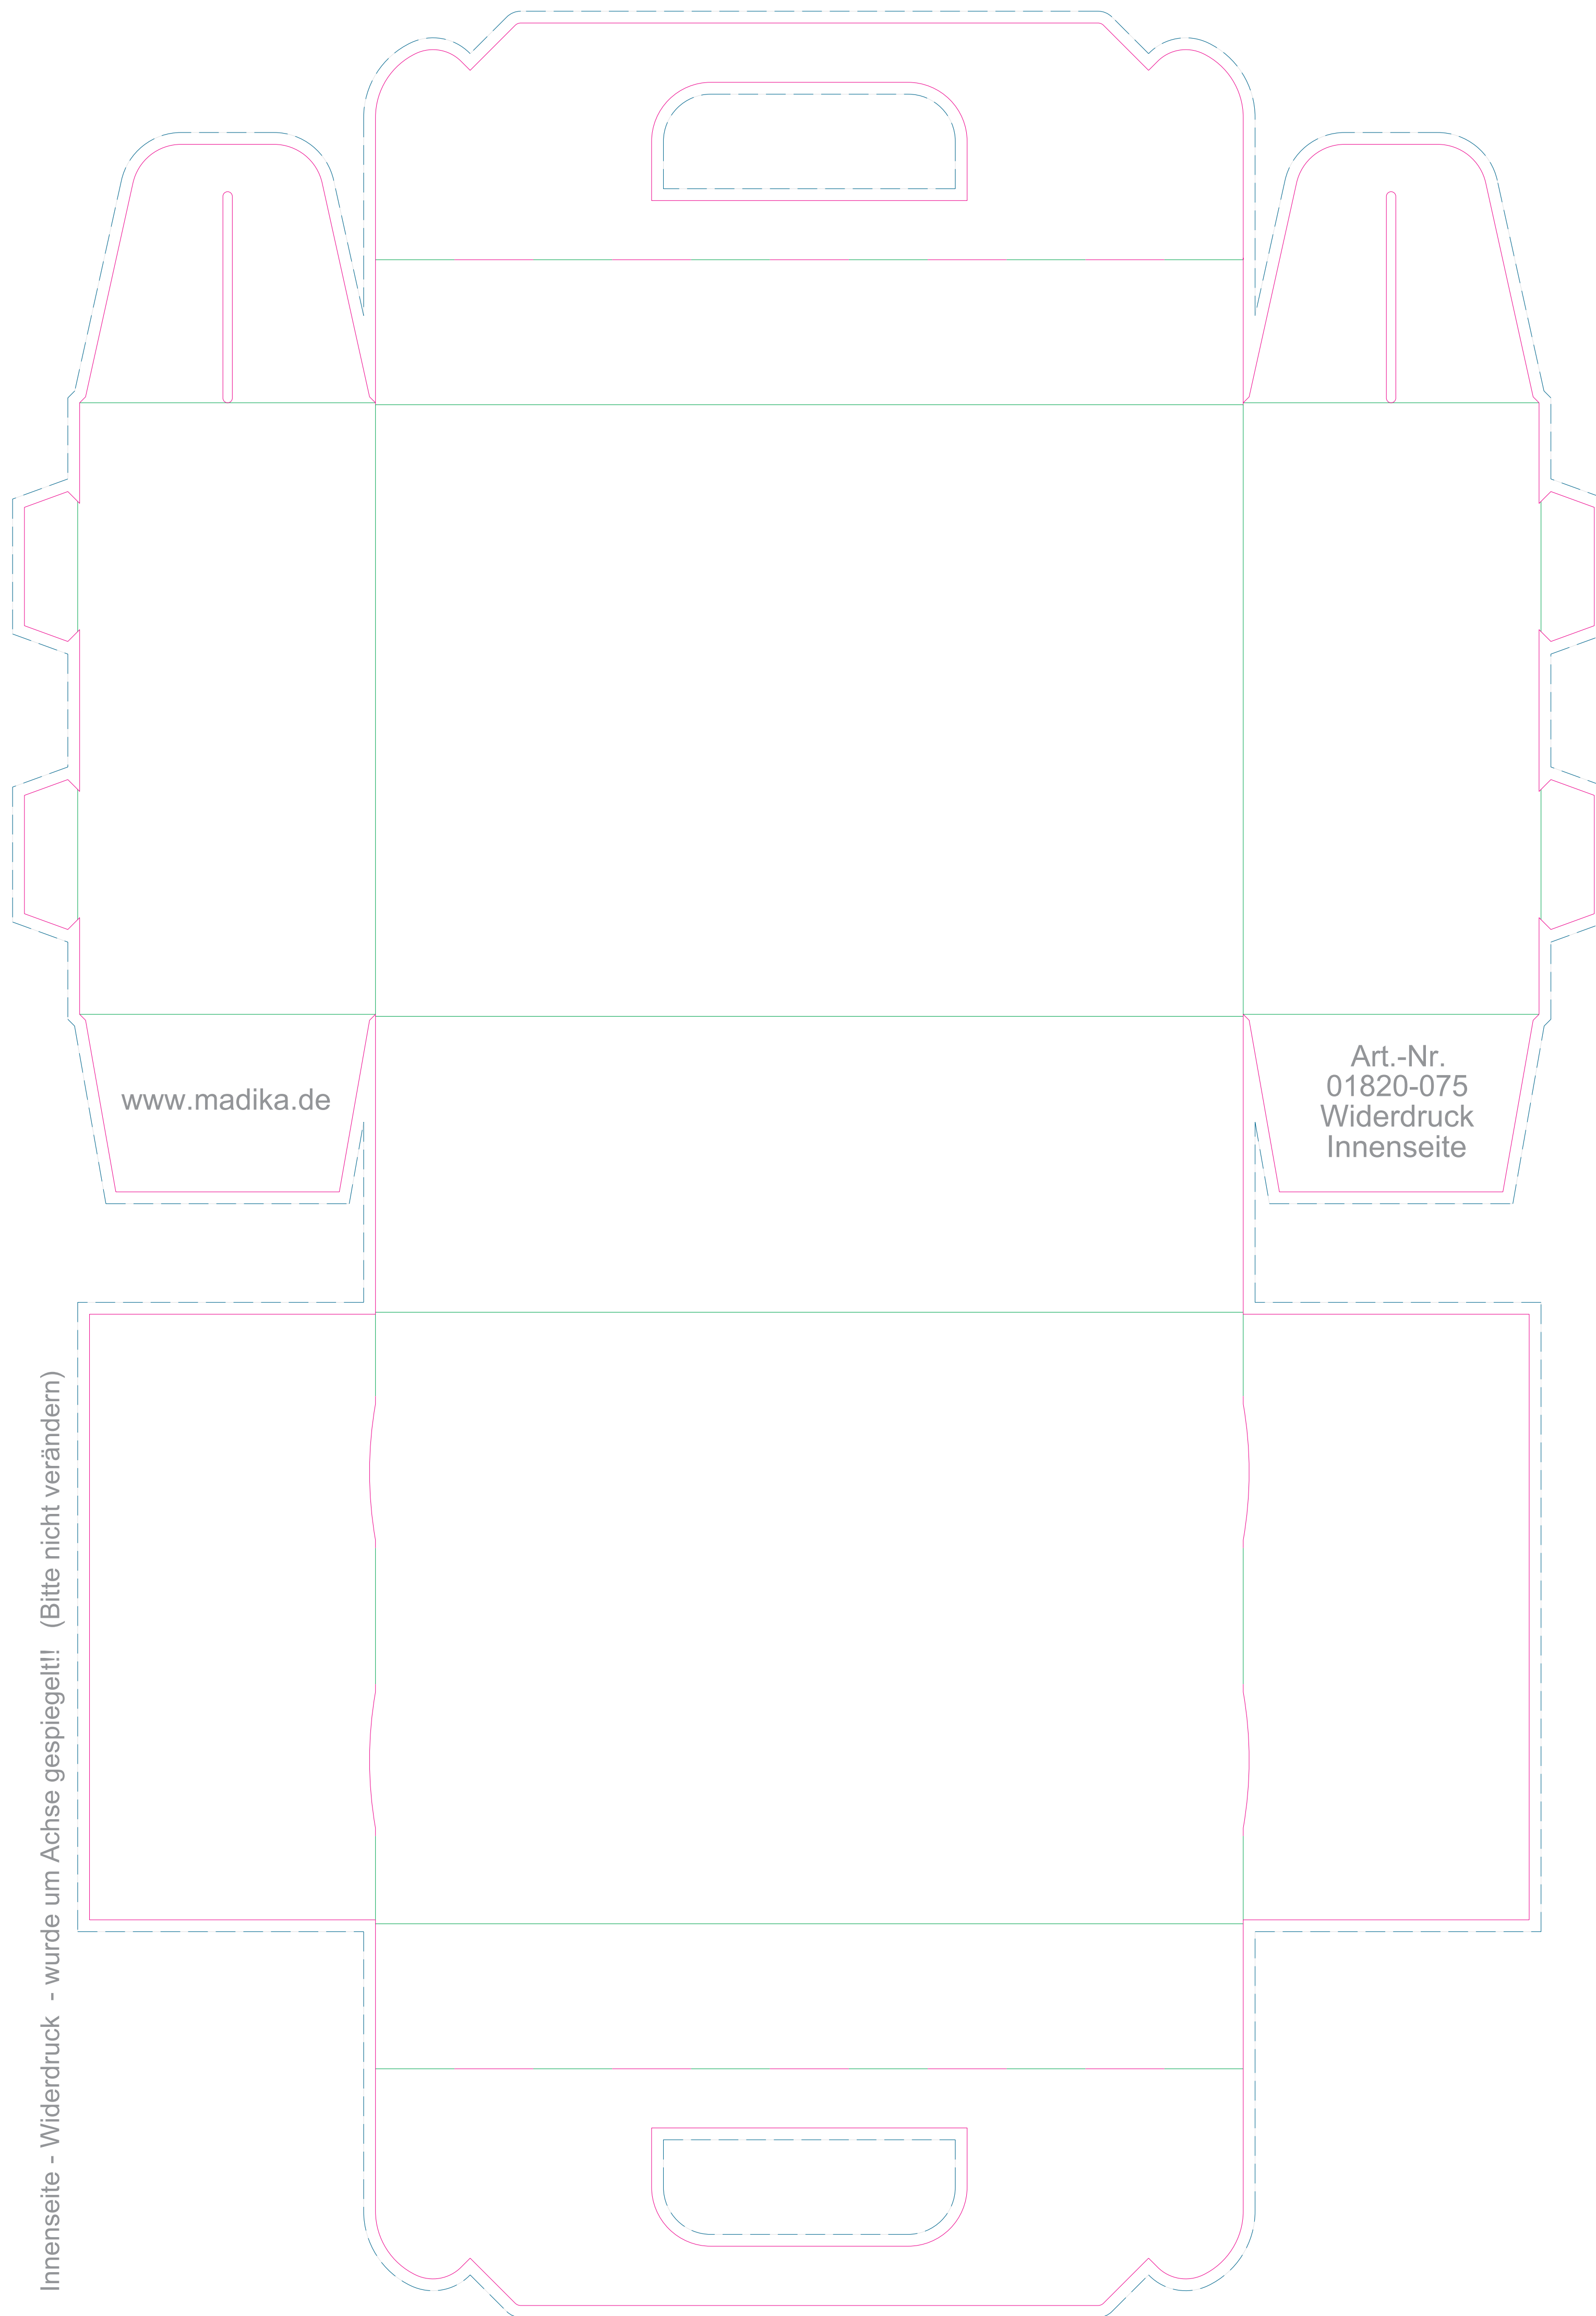 www.madika.de
Art.-Nr.
01820-075
Widerdruck
Innenseite
Innenseite - Widerdruck - wurde um Achse gespiegelt!! (Bitte nicht verändern)